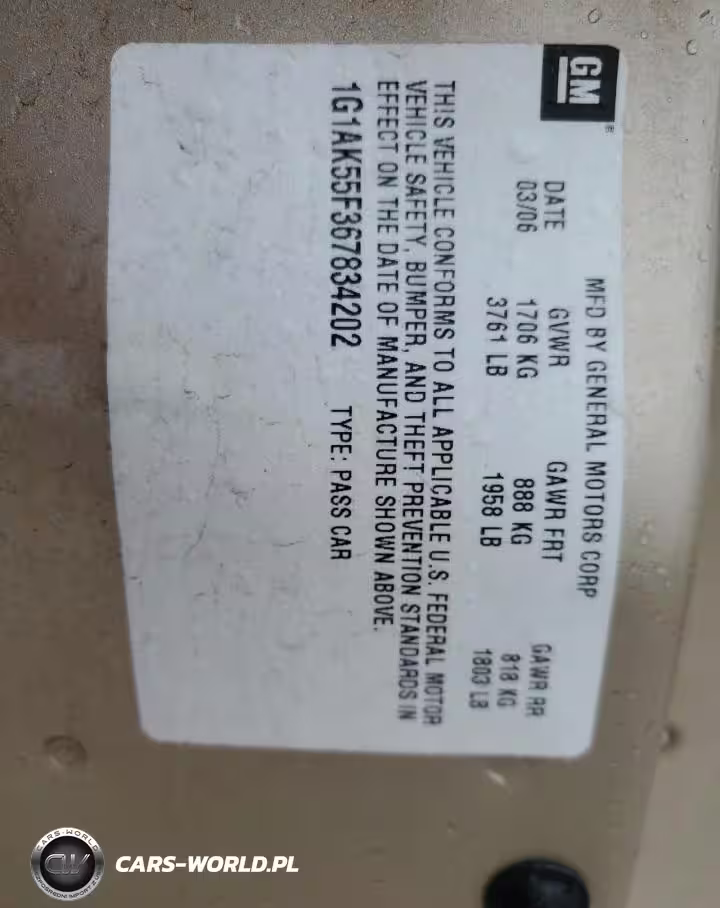 GM
MFD BY GENERAL MOTORS CORP
DATE GVWR GAWR FRT GAWR RR
03/06 1706 KG 888 KG 818 KG
3761 LB 1958 LB 1803 LB
THIS VEHICLE CONFORMS TO ALL APPLICABLE U.S. FEDERAL MOTOR
VEHICLE SAFETY, BUMPER, AND THEFT PREVENTION STANDARDS IN
EFFECT ON THE DATE OF MANUFACTURE SHOWN ABOVE.
1G1AK55F367834202 TYPE: PASS CAR
CARS-WORLD
CW
CARS-WORLD.PL